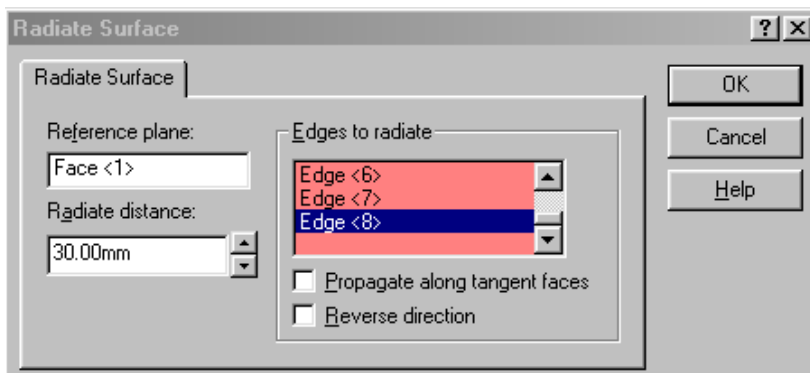 Radiate Surface
Radiate Surface
Reference plane:
Face <1>
Radiate distance:
30.00mm
Edges to radiate
Edge <6>
Edge <7>
Edge <8>
Propagate along tangent faces
Reverse direction
OK
Cancel
Help